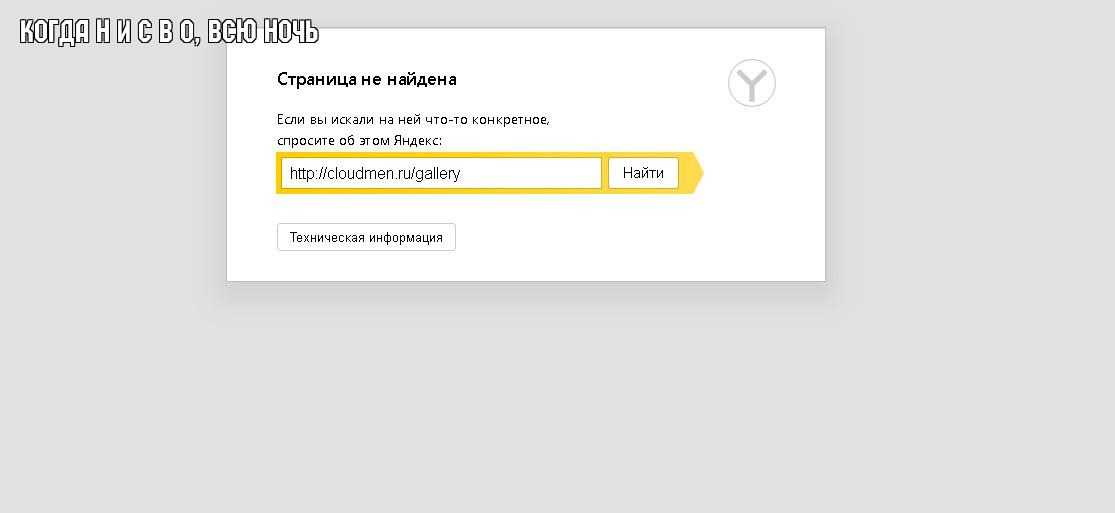 КОГДА Н И С В О, ВСЮ НОЧЬ
Страница не найдена
Если вы искали на ней что-то конкретное,
спросите об этом Яндекс:
http://cloudmen.ru/gallery
Найти
Техническая информация